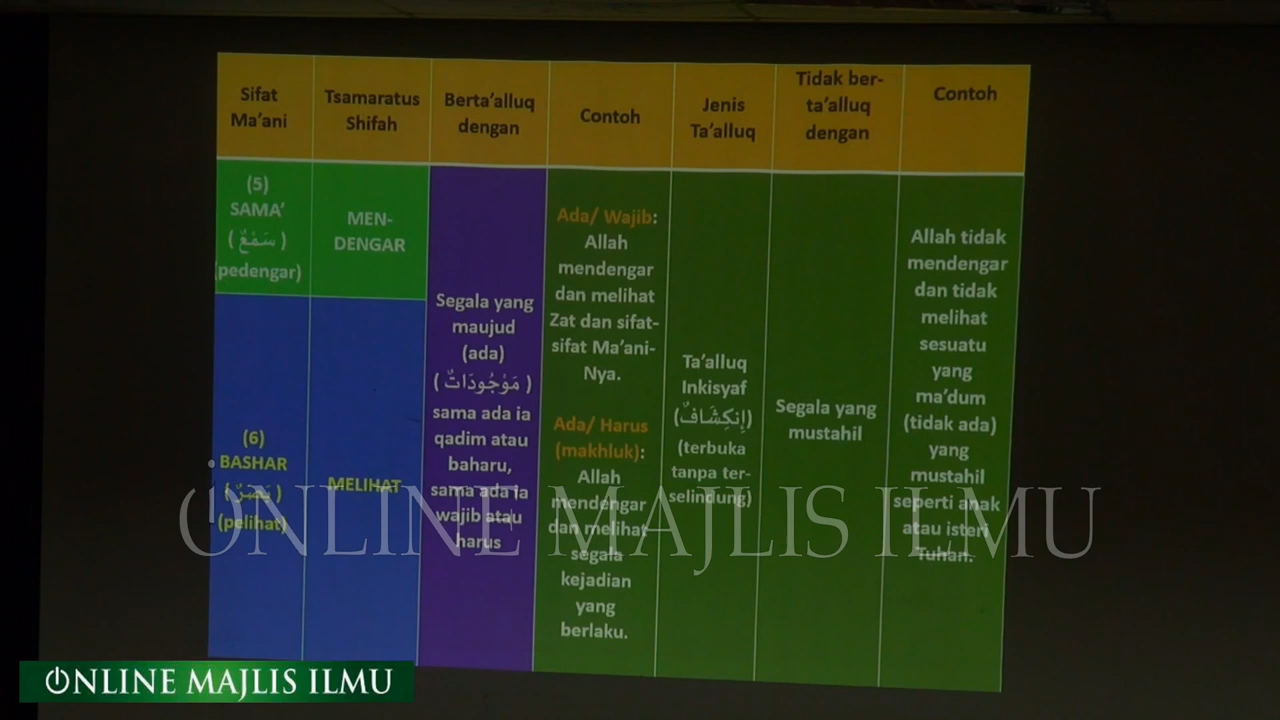 Sifat
Ma'ani
Tsamaratus
Shifah
Berta'alluq
dengan
Contoh
Jenis
Ta'alluq
Tidak ber-
ta'alluq
dengan
Contoh
(5)
SAMA'
( سَمْعٌ )
(pedengar)
MEN-
DENGAR
(6)
BASHAR
( بَصَرٌ )
(pelihat)
MELIHAT
Segala yang
maujud
(ada)
( مَوْجُودَاتٌ )
sama ada ia
qadim atau
baharu,
sama ada ia
wajib atau
harus
Ada/ Wajib:
Allah
mendengar
dan melihat
Zat dan sifat-
sifat Ma'ani-
Nya.
Ada/ Harus
(makhluk):
Allah
mendengar
dan melihat
segala
kejadian
yang
berlaku.
Ta'alluq
Inkisyaf
(إِنكِشَافٌ)
(terbuka
tanpa ter-
selindung)
Segala yang
mustahil
Allah tidak
mendengar
dan tidak
melihat
sesuatu
yang
ma'dum
(tidak ada)
yang
mustahil
seperti anak
atau isteri
Tuhan.
ONLINE MAJLIS ILMU
ONLINE MAJLIS ILMU